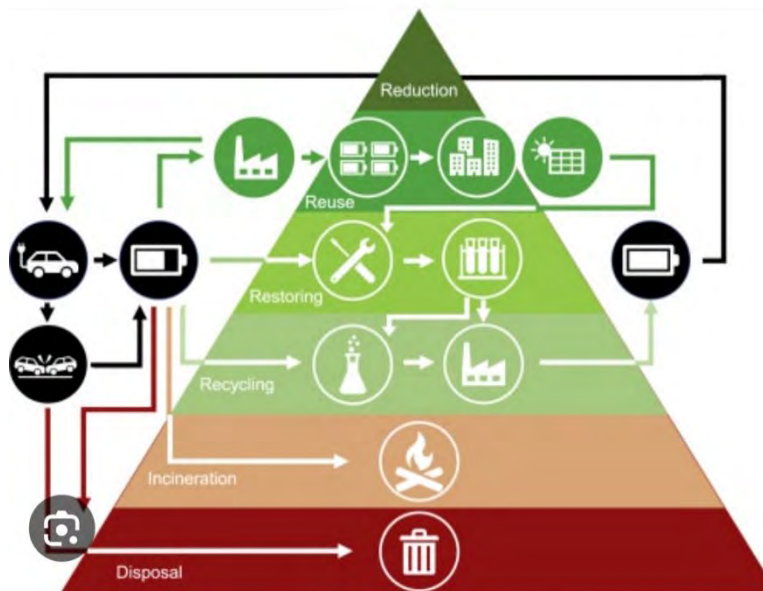 Reduction
Reuse
Restoring
Recycling
Incineration
Disposal